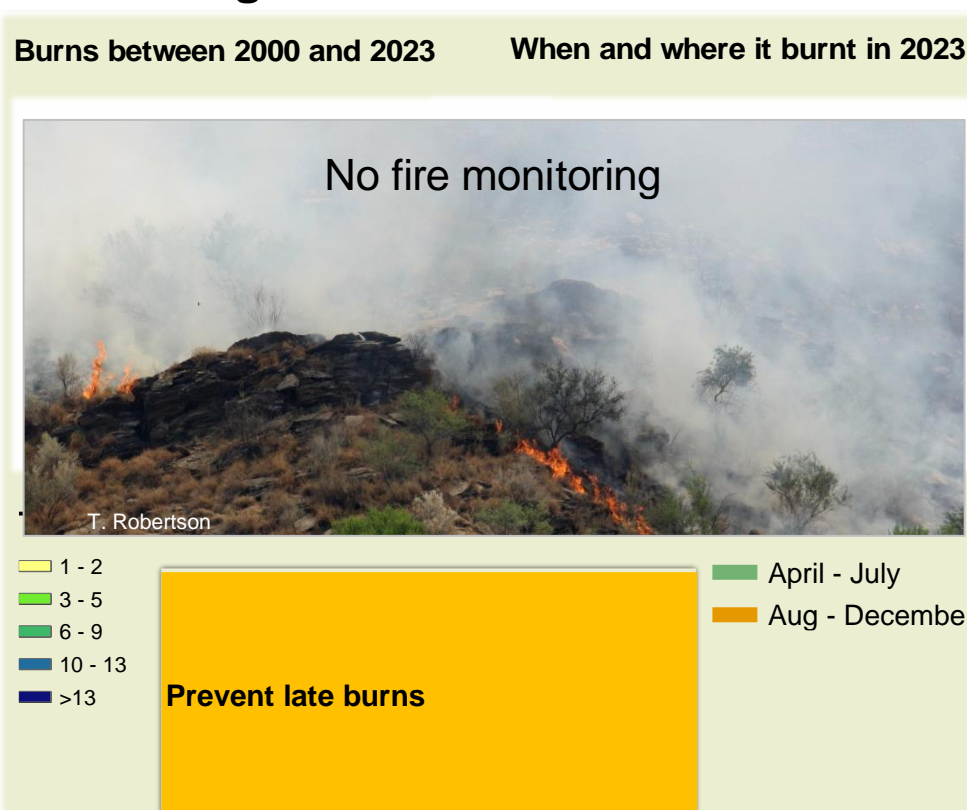 Burns between 2000 and 2023
When and where it burnt in 2023
No fire monitoring
T. Robertson
1 - 2
3 - 5
6 - 9
10 - 13
>13
Prevent late burns
April - July
Aug - Decembe